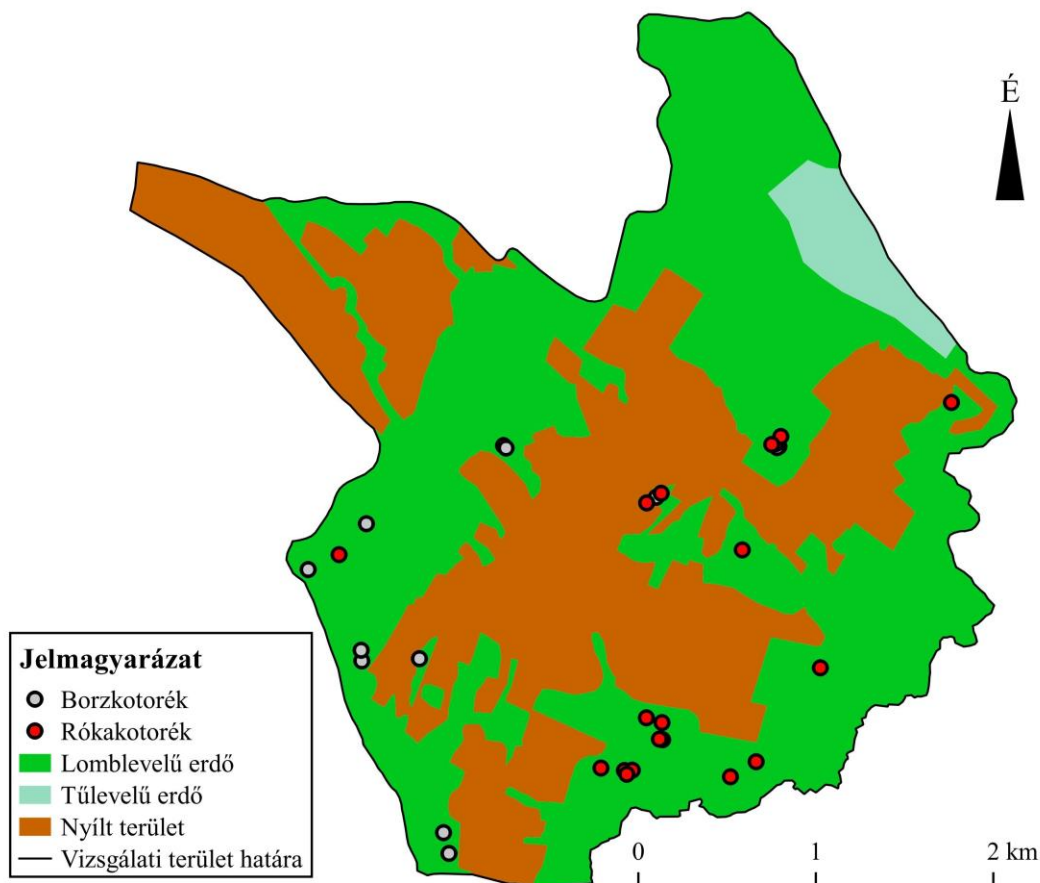 É
Jelmagyarázat
Borzkotorék
Rókakotorék
Lomblevelű erdő
Tűlevelű erdő
Nyílt terület
Vizsgálati terület határa
0 1 2 km